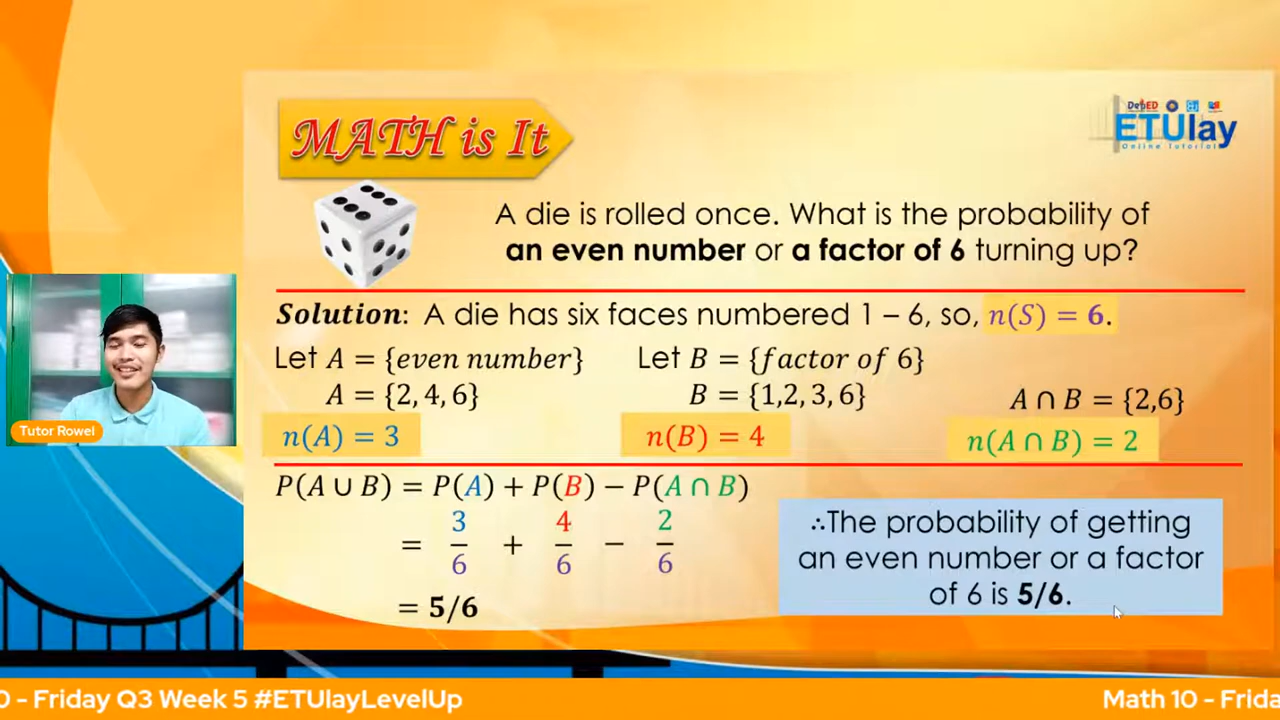 MATH is It
DepED
ETUlay
Online Tutorial
A die is rolled once. What is the probability of
an even number or a factor of 6 turning up?
Solution: A die has six faces numbered 1 – 6, so, n(S) = 6.
Let A = {even number}
Let B = {factor of 6}
A = {2, 4, 6}
B = {1,2, 3, 6}
A ∩ B = {2,6}
n(A) = 3
n(B) = 4
n(A ∩ B) = 2
Tutor Rowel
P(A ∪ B) = P(A) + P(B) − P(A ∩ B)
= 3/6 + 4/6 − 2/6
= 5/6
∴The probability of getting
an even number or a factor
of 6 is 5/6.
0 - Friday Q3 Week 5 #ETUlayLevelUp
Math 10 - Frida